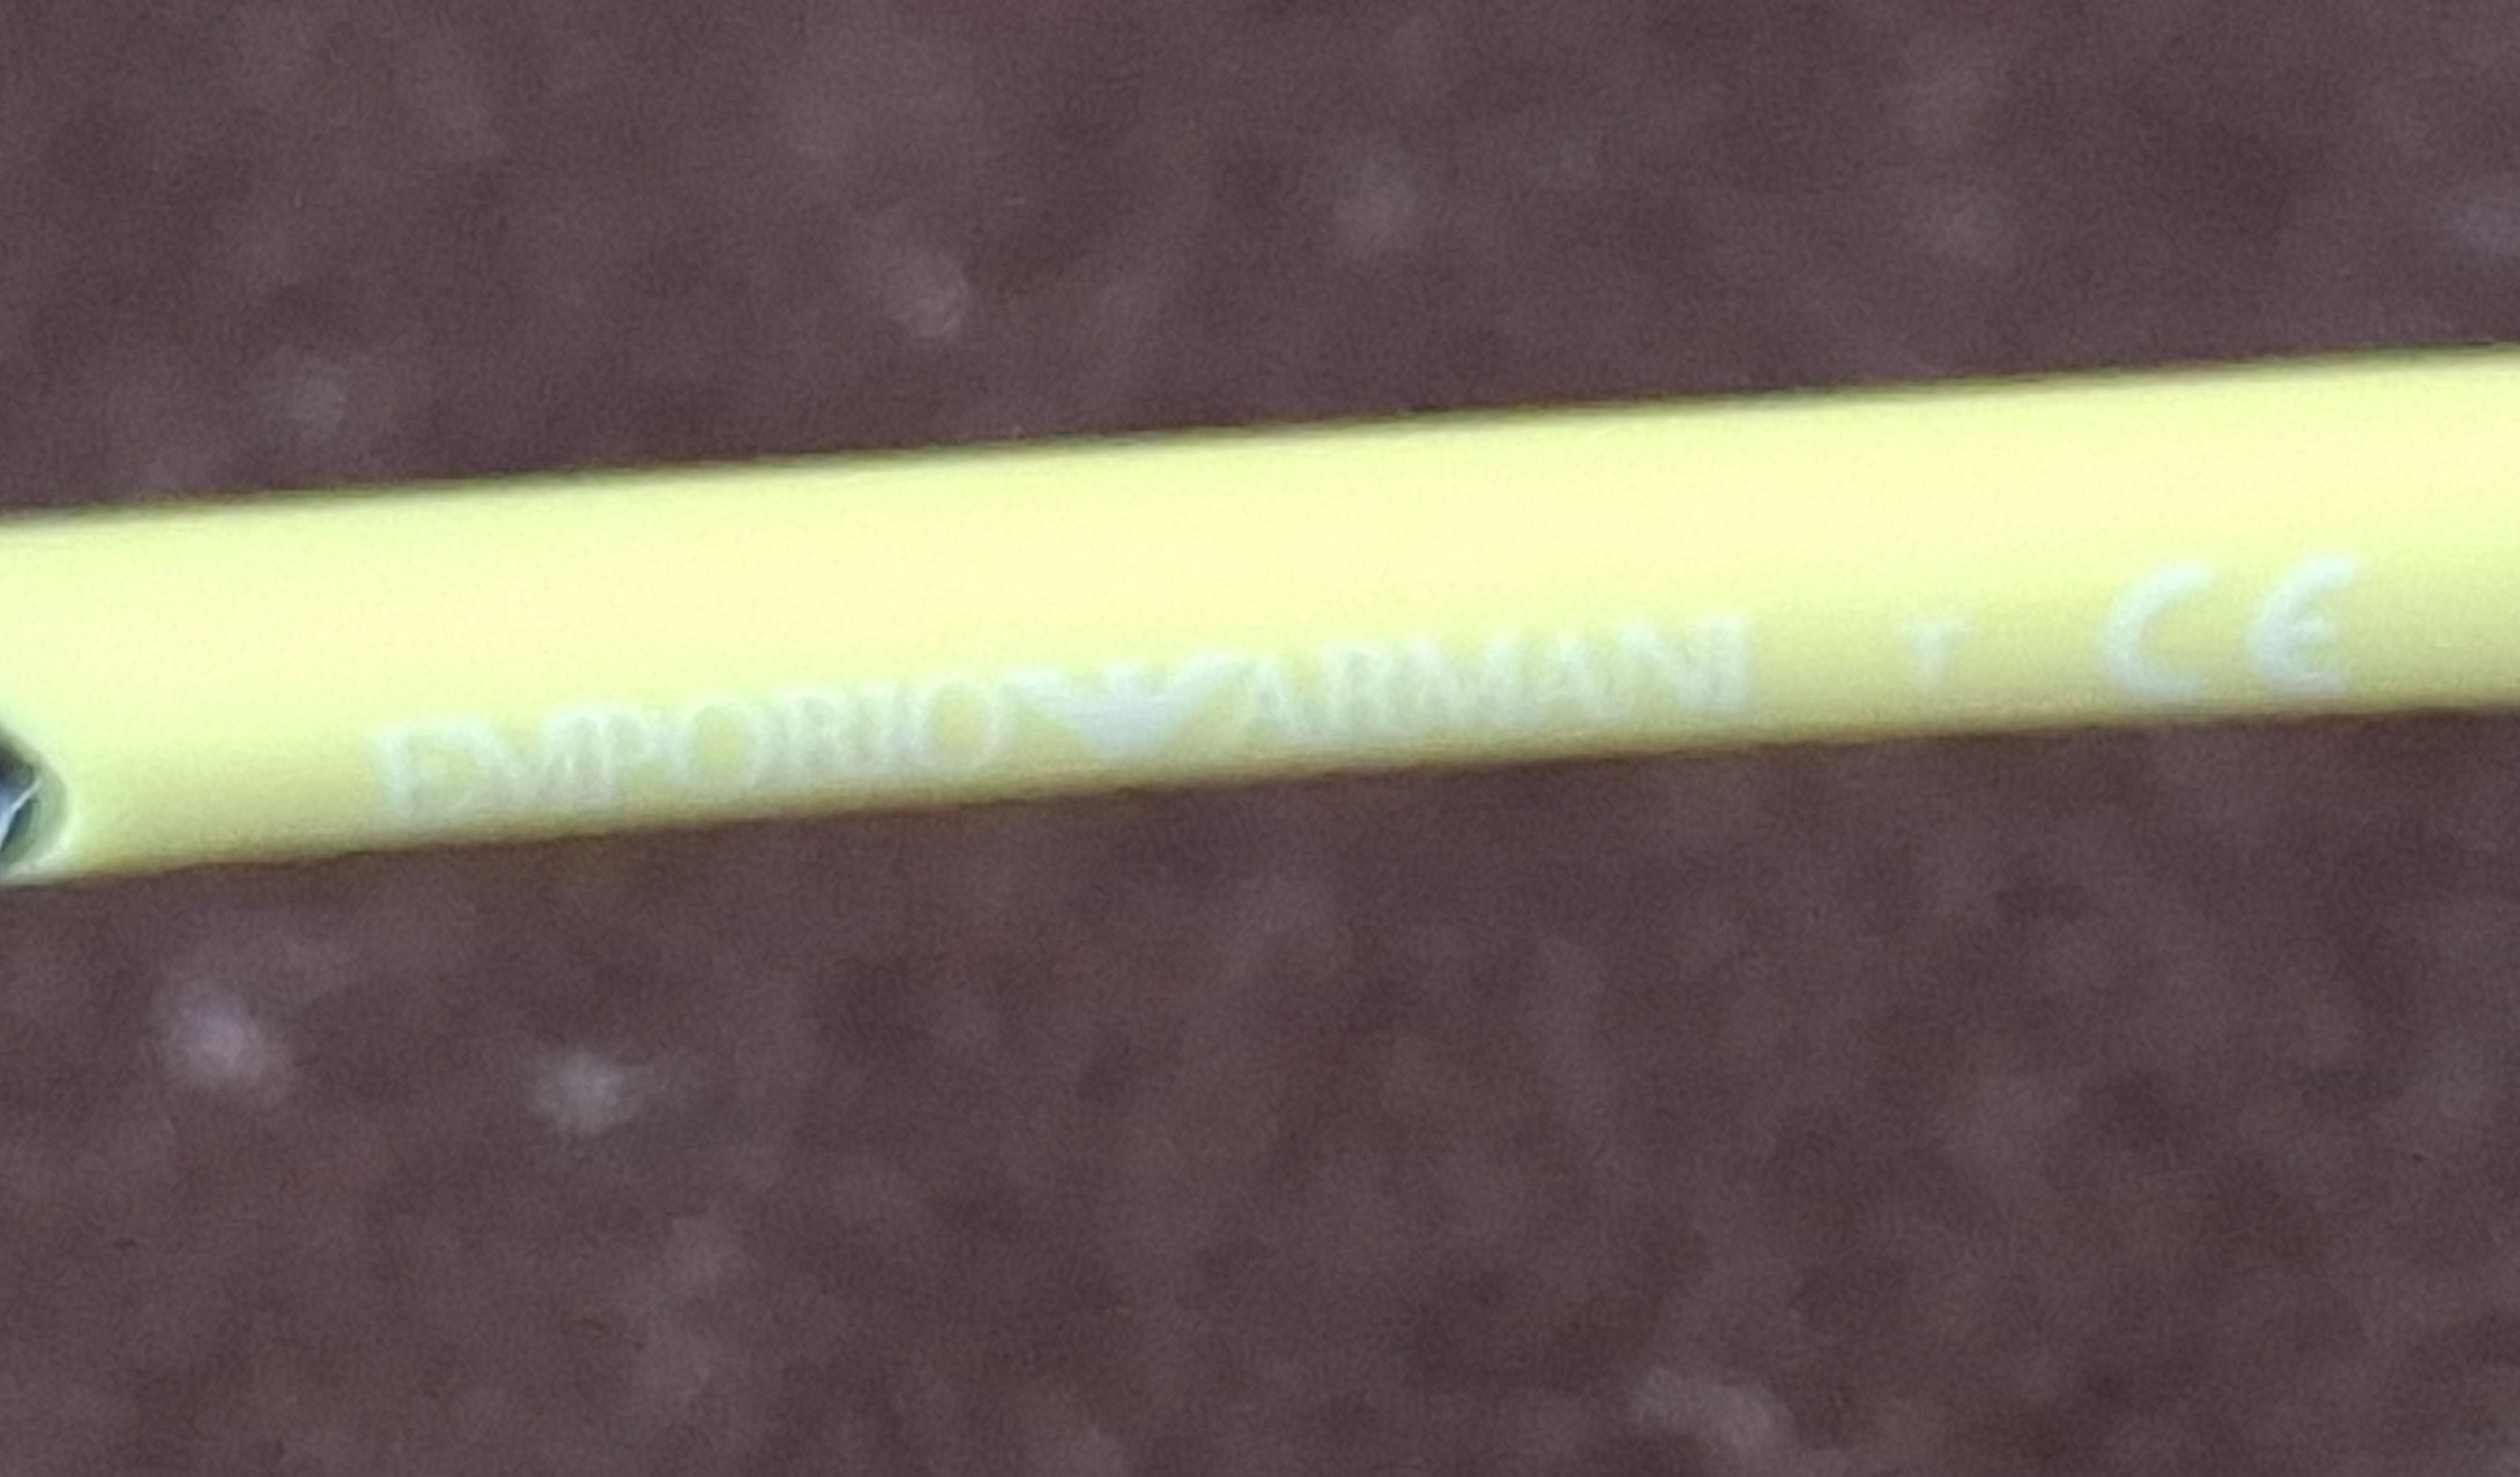 EMPORIO ARMANI T CE